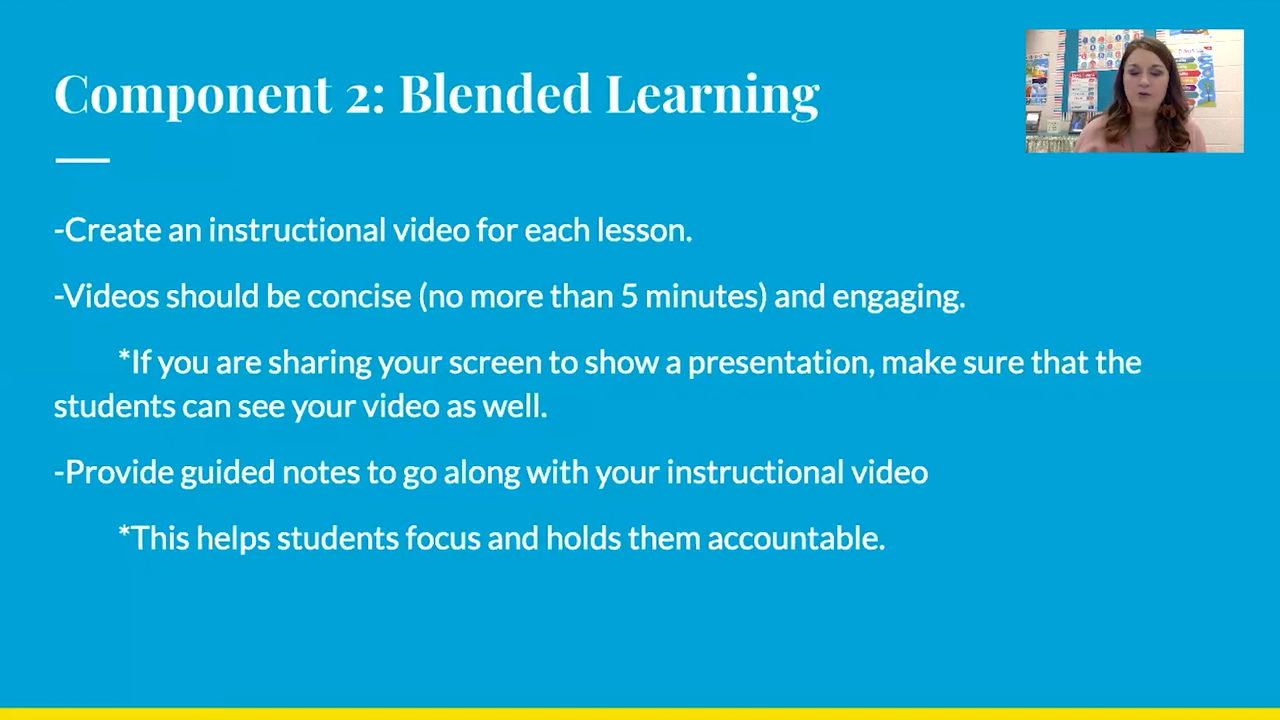 Component 2: Blended Learning
-Create an instructional video for each lesson.
-Videos should be concise (no more than 5 minutes) and engaging.
*If you are sharing your screen to show a presentation, make sure that the
students can see your video as well.
-Provide guided notes to go along with your instructional video
*This helps students focus and holds them accountable.